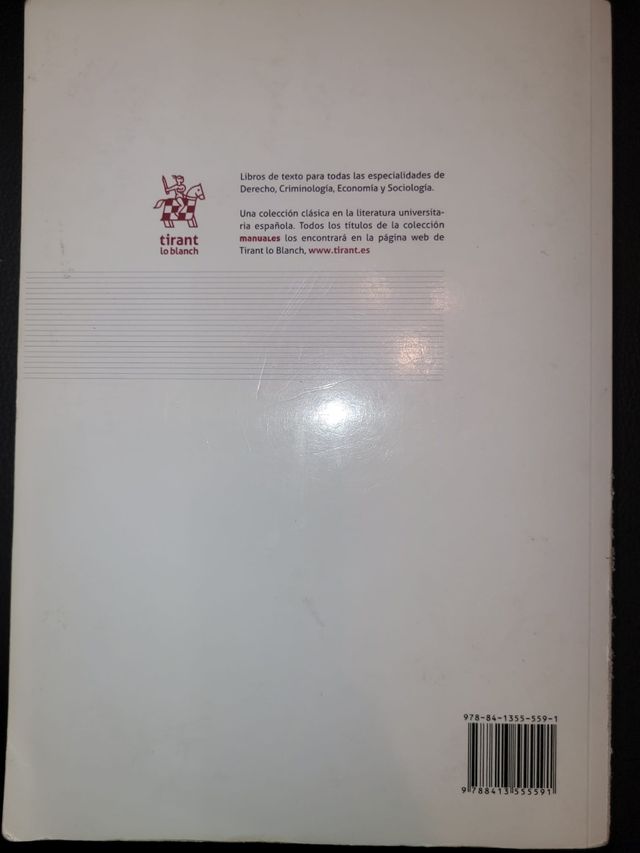 Libros de texto para todas las especialidades de
Derecho, Criminología, Economía y Sociología.
Una colección clásica en la literatura universita-
ria española. Todos los títulos de la colección
manuales los encontrará en la página web de
Tirant lo Blanch, www.tirant.es
tirant
lo blanch
978-84-1355-559-1
9 788413 555591